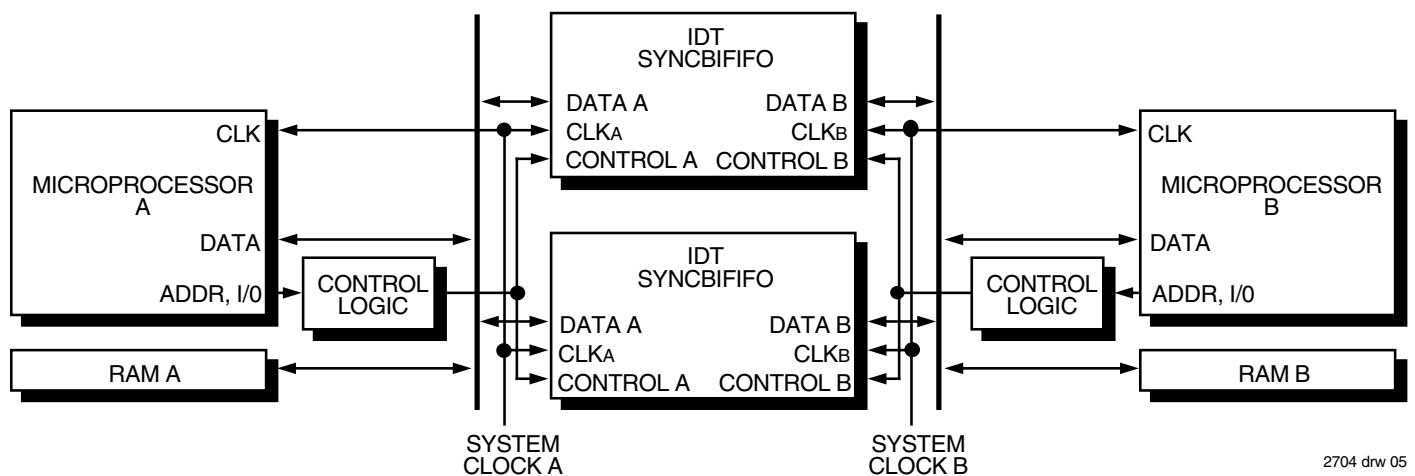 IDT
SYNCBIFIFO
DATA A
DATA B
CLKA
CLKB
CONTROL A
CONTROL B
CLK
MICROPROCESSOR
A
DATA
ADDR, I/0
CONTROL
LOGIC
RAM A
IDT
SYNCBIFIFO
DATA A
DATA B
CLKA
CLKB
CONTROL A
CONTROL B
CLK
MICROPROCESSOR
B
DATA
ADDR, I/0
CONTROL
LOGIC
RAM B
SYSTEM
CLOCK A
SYSTEM
CLOCK B
2704 drw 05